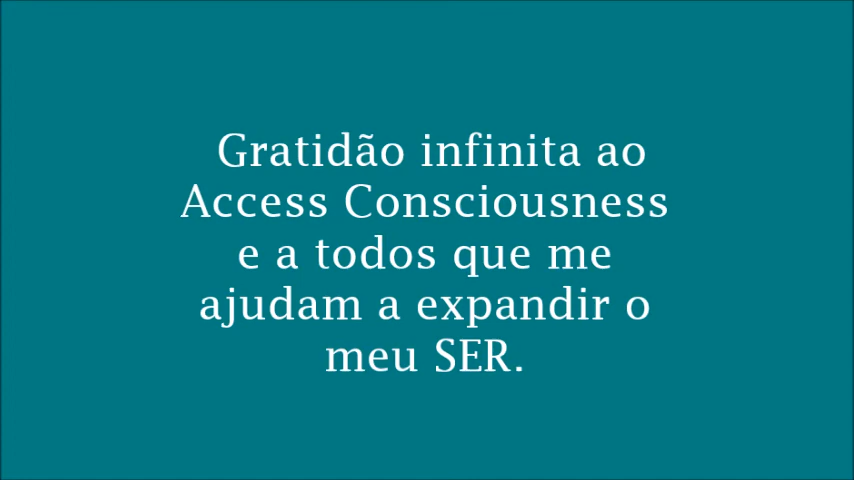 Gratidão infinita ao
Access Consciousness
e a todos que me
ajudam a expandir o
meu SER.